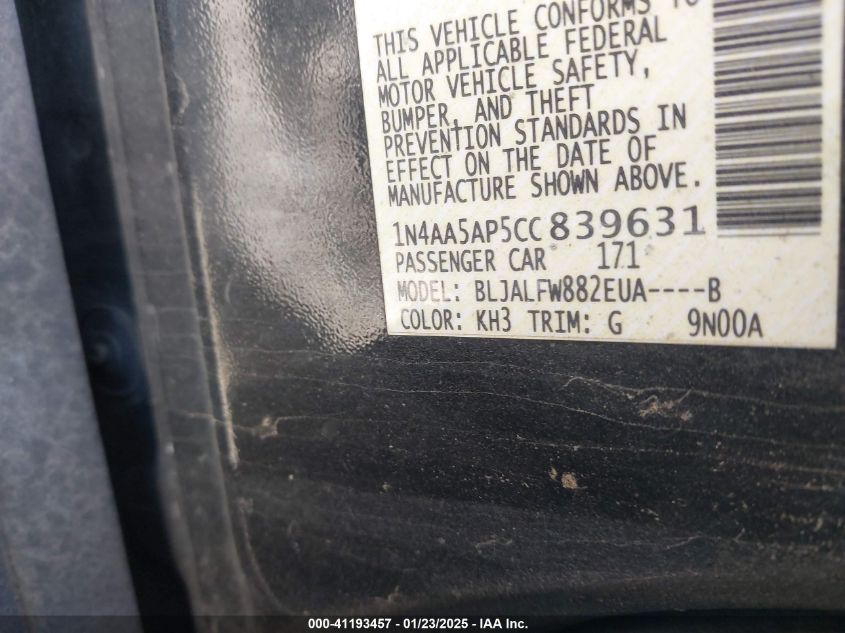 THIS VEHICLE CONFORMS TO
ALL APPLICABLE FEDERAL
MOTOR VEHICLE SAFETY,
BUMPER, AND THEFT
PREVENTION STANDARDS IN
EFFECT ON THE DATE OF
MANUFACTURE SHOWN ABOVE.
1N4AA5AP5CC839631
PASSENGER CAR 171
MODEL: BLJALFW882EUA----B
COLOR: KH3 TRIM: G 9N00A
000-41193457 - 01/23/2025 - IAA Inc.